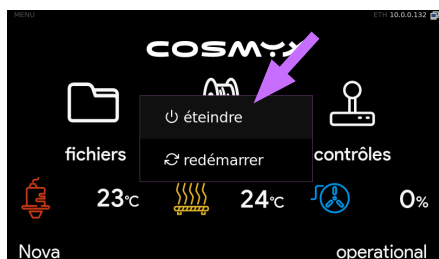 MENU
ETH 10.0.0.132
COSMYX
éteindre
redémarrer
fichiers
contrôles
23°C
24°C
0%
Nova
operational